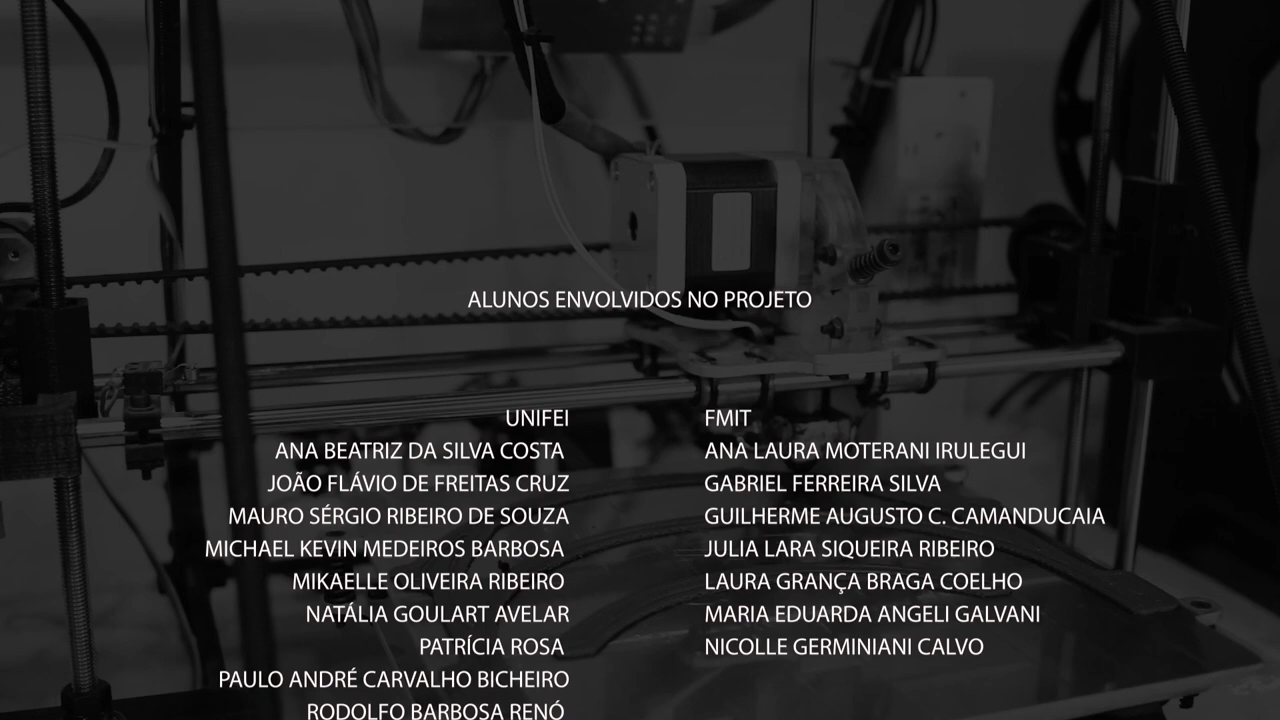 ALUNOS ENVOLVIDOS NO PROJETO
UNIFEI
ANA BEATRIZ DA SILVA COSTA
JOÃO FLÁVIO DE FREITAS CRUZ
MAURO SÉRGIO RIBEIRO DE SOUZA
MICHAEL KEVIN MEDEIROS BARBOSA
MIKAELLE OLIVEIRA RIBEIRO
NATÁLIA GOULART AVELAR
PATRÍCIA ROSA
PAULO ANDRÉ CARVALHO BICHEIRO
RODOLFO BARBOSA RENÓ
FMIT
ANA LAURA MOTERANI IRULEGUI
GABRIEL FERREIRA SILVA
GUILHERME AUGUSTO C. CAMANDUCAIA
JULIA LARA SIQUEIRA RIBEIRO
LAURA GRANÇA BRAGA COELHO
MARIA EDUARDA ANGELI GALVANI
NICOLLE GERMINIANI CALVO